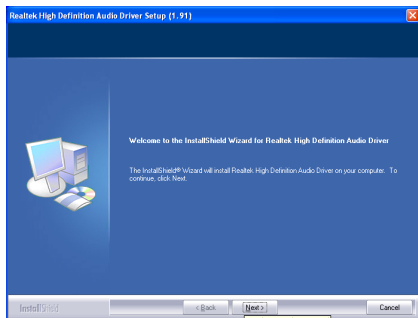 Realtek High Definition Audio Driver Setup (1.91)
Welcome to the InstallShield Wizard for Realtek High Definition Audio Driver
The InstallShield® Wizard will install Realtek High Definition Audio Driver on your computer. To
continue, click Next.
InstallShield
< Back Next > Cancel